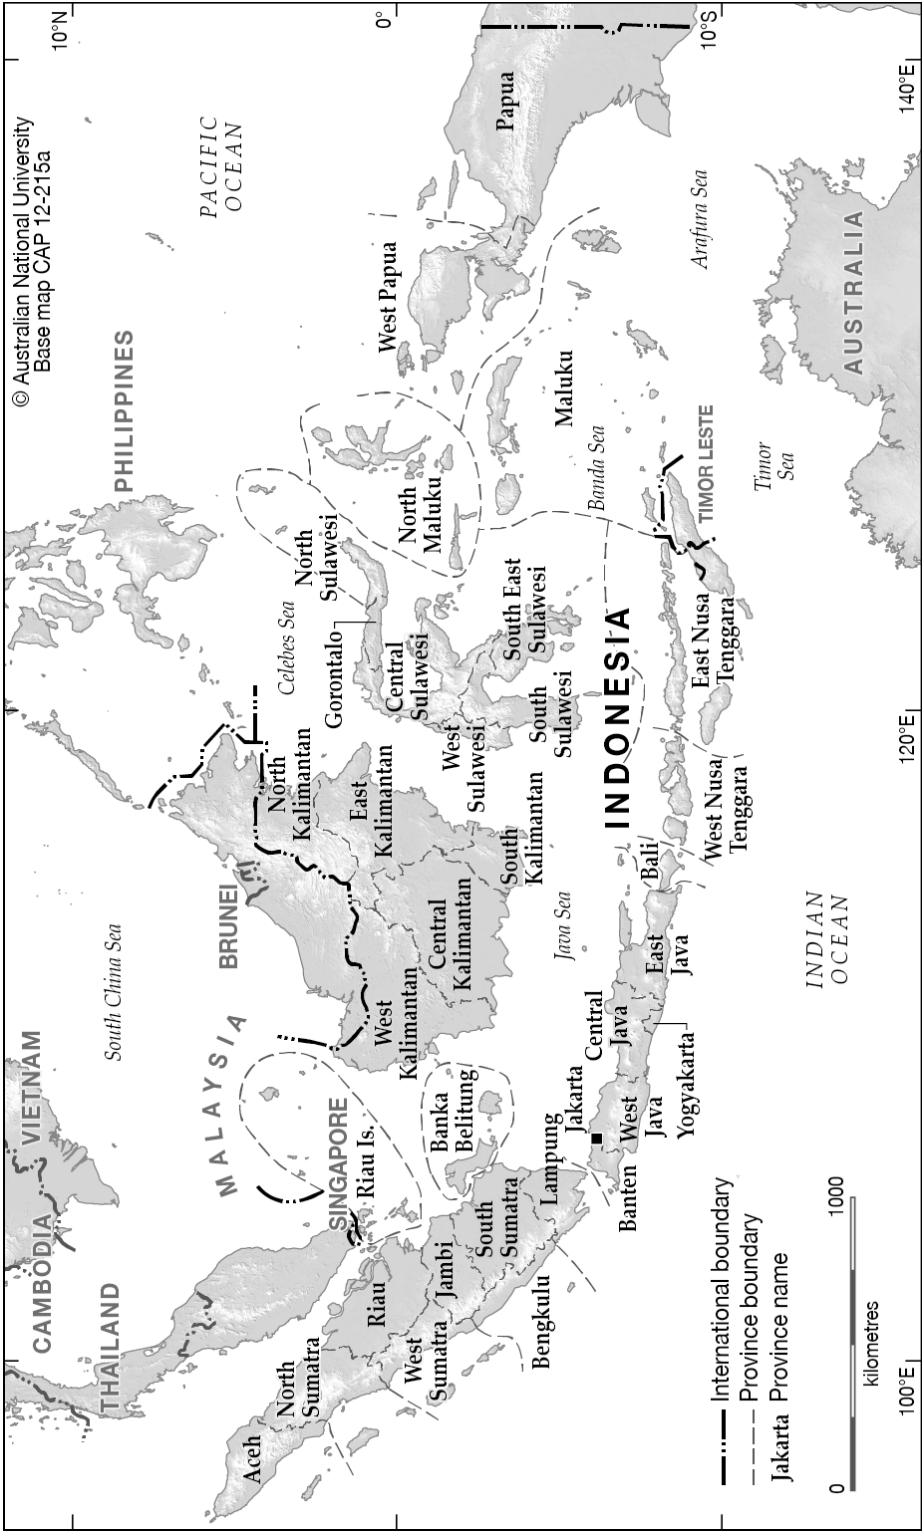 © Australian National University
Base map CAP 12-215a
10°N
0°
10°S
140°E
120°E
100°E
PACIFIC
OCEAN
PHILIPPINES
VIETNAM
CAMBODIA
THAILAND
South China Sea
MALAYSIA
BRUNEI
SINGAPORE
Celebes Sea
Riau Is.
Aceh
North
Sumatra
Riau
West
Sumatra
Jambi
South
Sumatra
Bengkulu
Lampung
Banka
Belitung
West
Kalimantan
Central
Kalimantan
South
Kalimantan
East
Kalimantan
North
Kalimantan
Gorontalo
North
Sulawesi
Central
Sulawesi
West
Sulawesi
South
Sulawesi
South East
Sulawesi
North
Maluku
Maluku
West Papua
Papua
Banda Sea
Arafura Sea
Timor
Sea
TIMOR LESTE
AUSTRALIA
INDONESIA
Java Sea
Jakarta
Banten
West
Java
Central
Java
Yogyakarta
East
Java
Bali
West Nusa
Tenggara
East Nusa
Tenggara
INDIAN
OCEAN
International boundary
Province boundary
Jakarta Province name
0 1000
kilometres